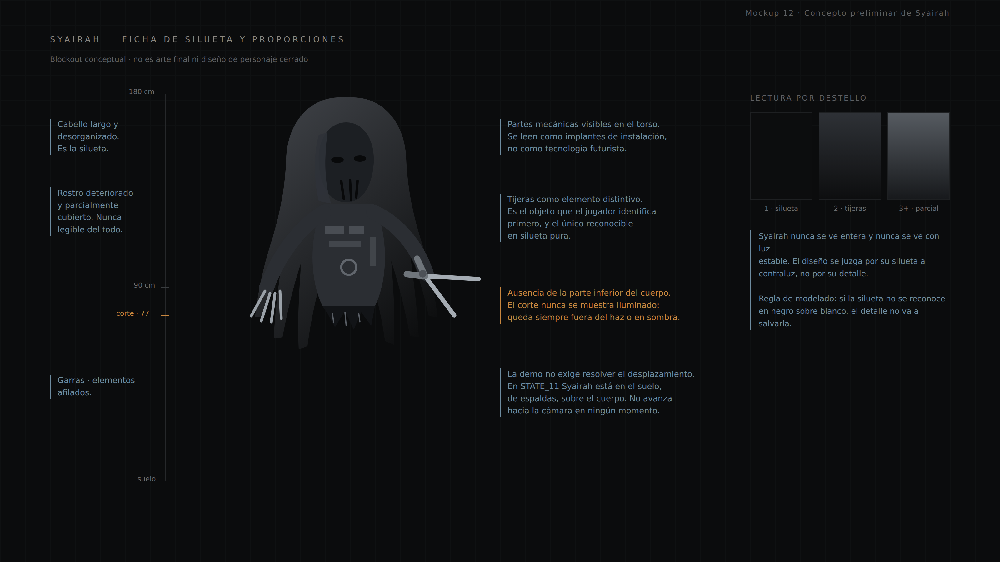 Mockup 12 · Concepto preliminar de Syairah
SYAIRAH — FICHA DE SILUETA Y PROPORCIONES
Blockout conceptual · no es arte final ni diseño de personaje cerrado
180 cm
Cabello largo y
desorganizado.
Es la silueta.
Rostro deteriorado
y parcialmente
cubierto. Nunca
legible del todo.
90 cm
corte · 77
Garras · elementos
afilados.
suelo
Partes mecánicas visibles en el torso.
Se leen como implantes de instalación,
no como tecnología futurista.
Tijeras como elemento distintivo.
Es el objeto que el jugador identifica
primero, y el único reconocible
en silueta pura.
Ausencia de la parte inferior del cuerpo.
El corte nunca se muestra iluminado:
queda siempre fuera del haz o en sombra.
La demo no exige resolver el desplazamiento.
En STATE_11 Syairah está en el suelo,
de espaldas, sobre el cuerpo. No avanza
hacia la cámara en ningún momento.
LECTURA POR DESTELLO
1 · silueta
2 · tijeras
3+ · parcial
Syairah nunca se ve entera y nunca se ve con
luz
estable. El diseño se juzga por su silueta a
contraluz, no por su detalle.
Regla de modelado: si la silueta no se reconoce
en negro sobre blanco, el detalle no va a
salvarla.